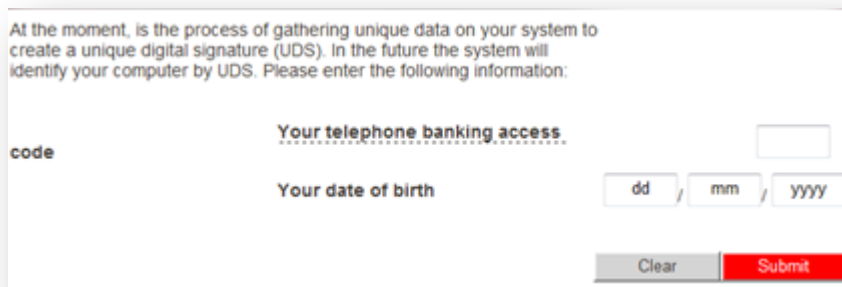 At the moment, is the process of gathering unique data on your system to
create a unique digital signature (UDS). In the future the system will
identify your computer by UDS. Please enter the following information:
Your telephone banking access
code
Your date of birth dd / mm / yyyy
Clear Submit